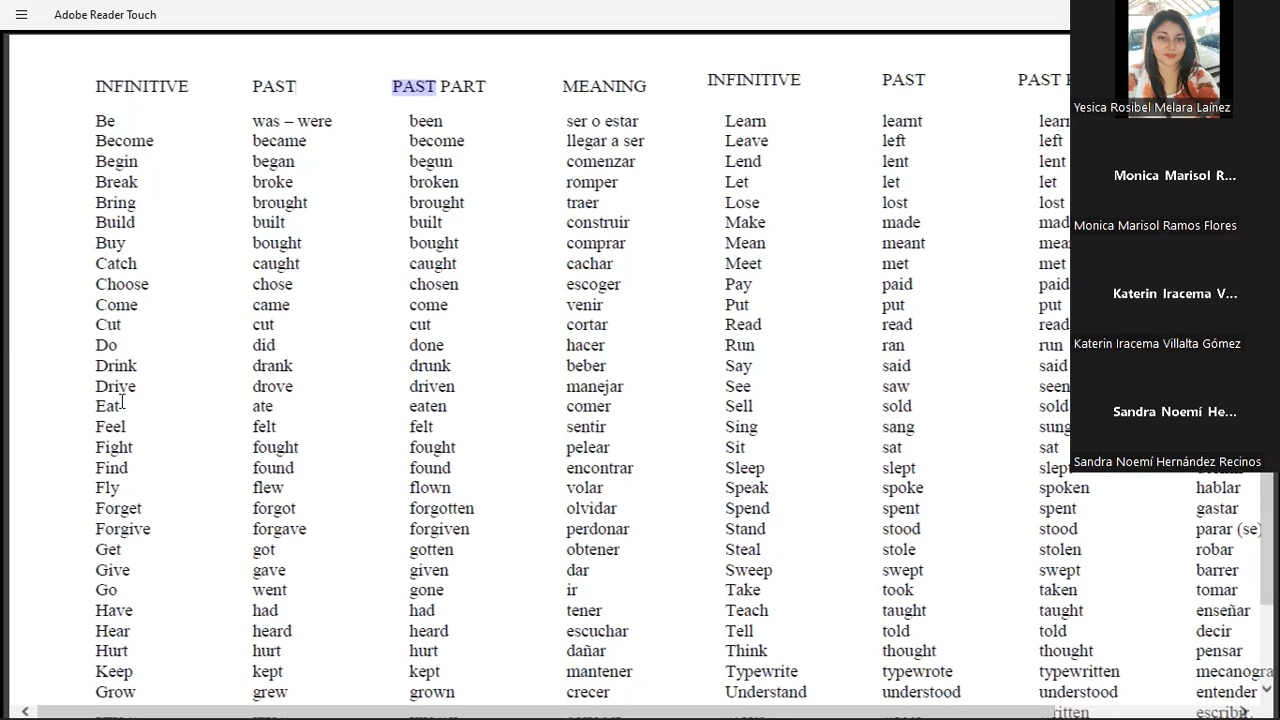 Adobe Reader Touch
INFINITIVE PAST PAST PART MEANING INFINITIVE PAST PAST
Be was – were been ser o estar Learn learnt
Become became become llegar a ser Leave left left
Begin began begun comenzar Lend lent lent
Break broke broken romper Let let let
Bring brought brought traer Lose lost lost
Build built built construir Make made
Buy bought bought comprar Mean meant
Catch caught caught cachar Meet met met
Choose chose chosen escoger Pay paid paid
Come came come venir Put put put
Cut cut cut cortar Read read read
Do did done hacer Run ran run
Drink drank drunk beber Say said said
Drive drove driven manejar See saw seen
Eat ate eaten comer Sell sold sold
Feel felt felt sentir Sing sang sung
Fight fought fought pelear Sit sat sat
Find found found encontrar Sleep slept
Fly flew flown volar Speak spoke spoken hablar
Forget forgot forgotten olvidar Spend spent spent gastar
Forgive forgave forgiven perdonar Stand stood stood parar (se)
Get got gotten obtener Steal stole stolen robar
Give gave given dar Sweep swept swept barrer
Go went gone ir Take took taken tomar
Have had had tener Teach taught taught enseñar
Hear heard heard escuchar Tell told told decir
Hurt hurt hurt dañar Think thought thought pensar
Keep kept kept mantener Typewrite typewrote typewritten mecanogra
Grow grew grown crecer Understand understood understood entender
escribir.
Yesica Rosibel Melara Laínez
Monica Marisol R...
Monica Marisol Ramos Flores
Katerin Iracema V...
Katerin Iracema Villalta Gómez
Sandra Noemí He...
Sandra Noemí Hernández Recinos